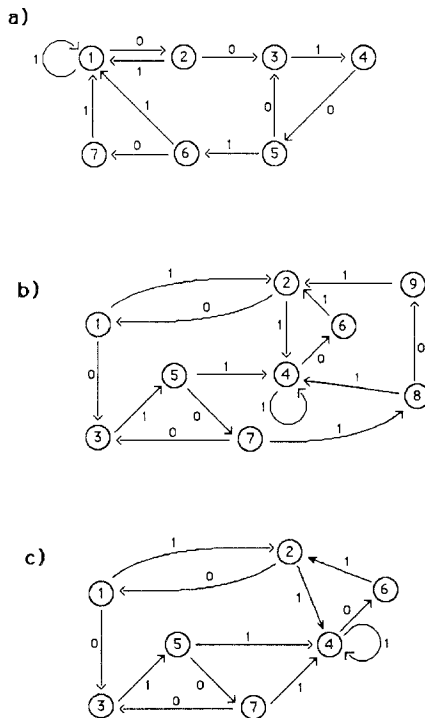 a)
0 0 1
1 1 2 3 4
1
1 1 0 0
0 1
7 6 5
b)
2 9
1 1
0 1
1 1 6
0 5 1 4 0 0
1 0 1 1 8
3 0 7 1
c)
1 2
0 1 6
1 1 0
0 5 1 4 1
1 0 1
3 0 7